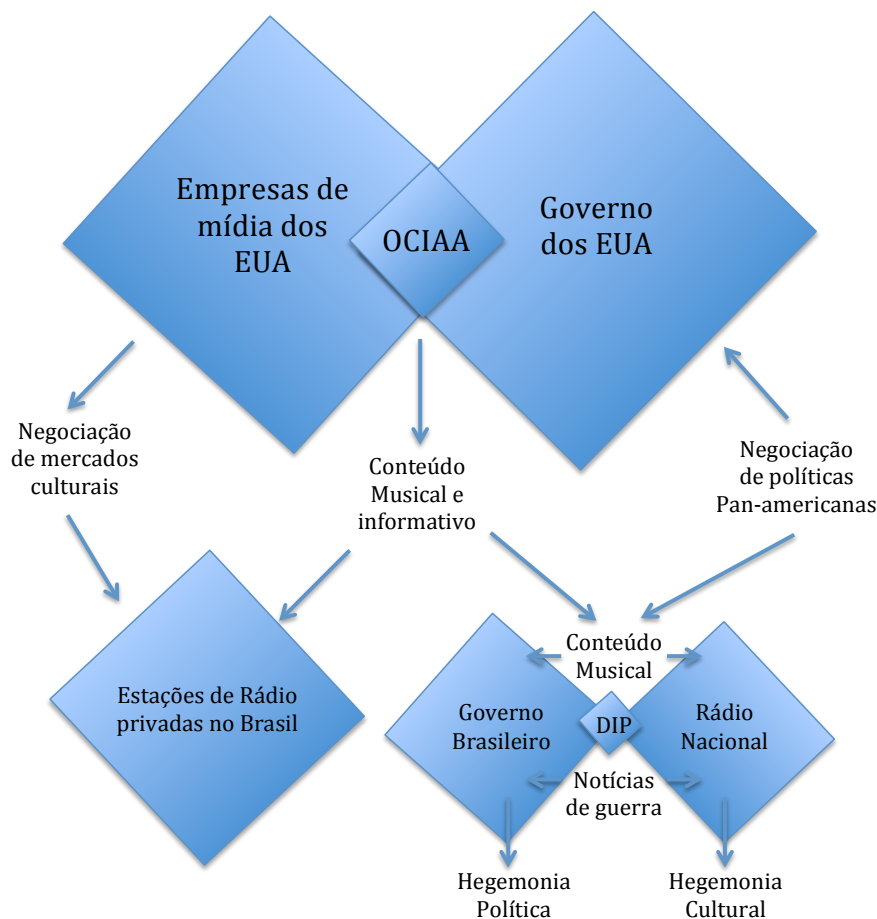 Empresas de
mídia dos
EUA
OCIAA
Governo
dos EUA
Negociação
de mercados
culturais
Conteúdo
Musical e
informativo
Negociação
de políticas
Pan-americanas
Estações de Rádio
privadas no Brasil
Conteúdo
Musical
Governo
Brasileiro
DIP
Rádio
Nacional
Notícias
de guerra
Hegemonia
Política
Hegemonia
Cultural